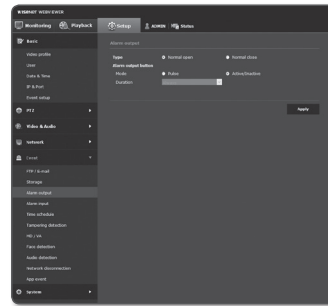 WISENET WEBVIEWER
Monitoring Playback Setup ADMIN Status
Basic
Video profile
User
Date & Time
IP & Port
Event setup
PTZ
Video & Audio
Network
Event
FTP / E-mail
Storage
Alarm output
Alarm input
Time schedule
Tampering detection
MD / VA
Face detection
Audio detection
Network disconnection
App event
System
Alarm output
Type Normal open Normal close
Alarm output button
Mode Pulse Active/Inactive
Duration
Apply